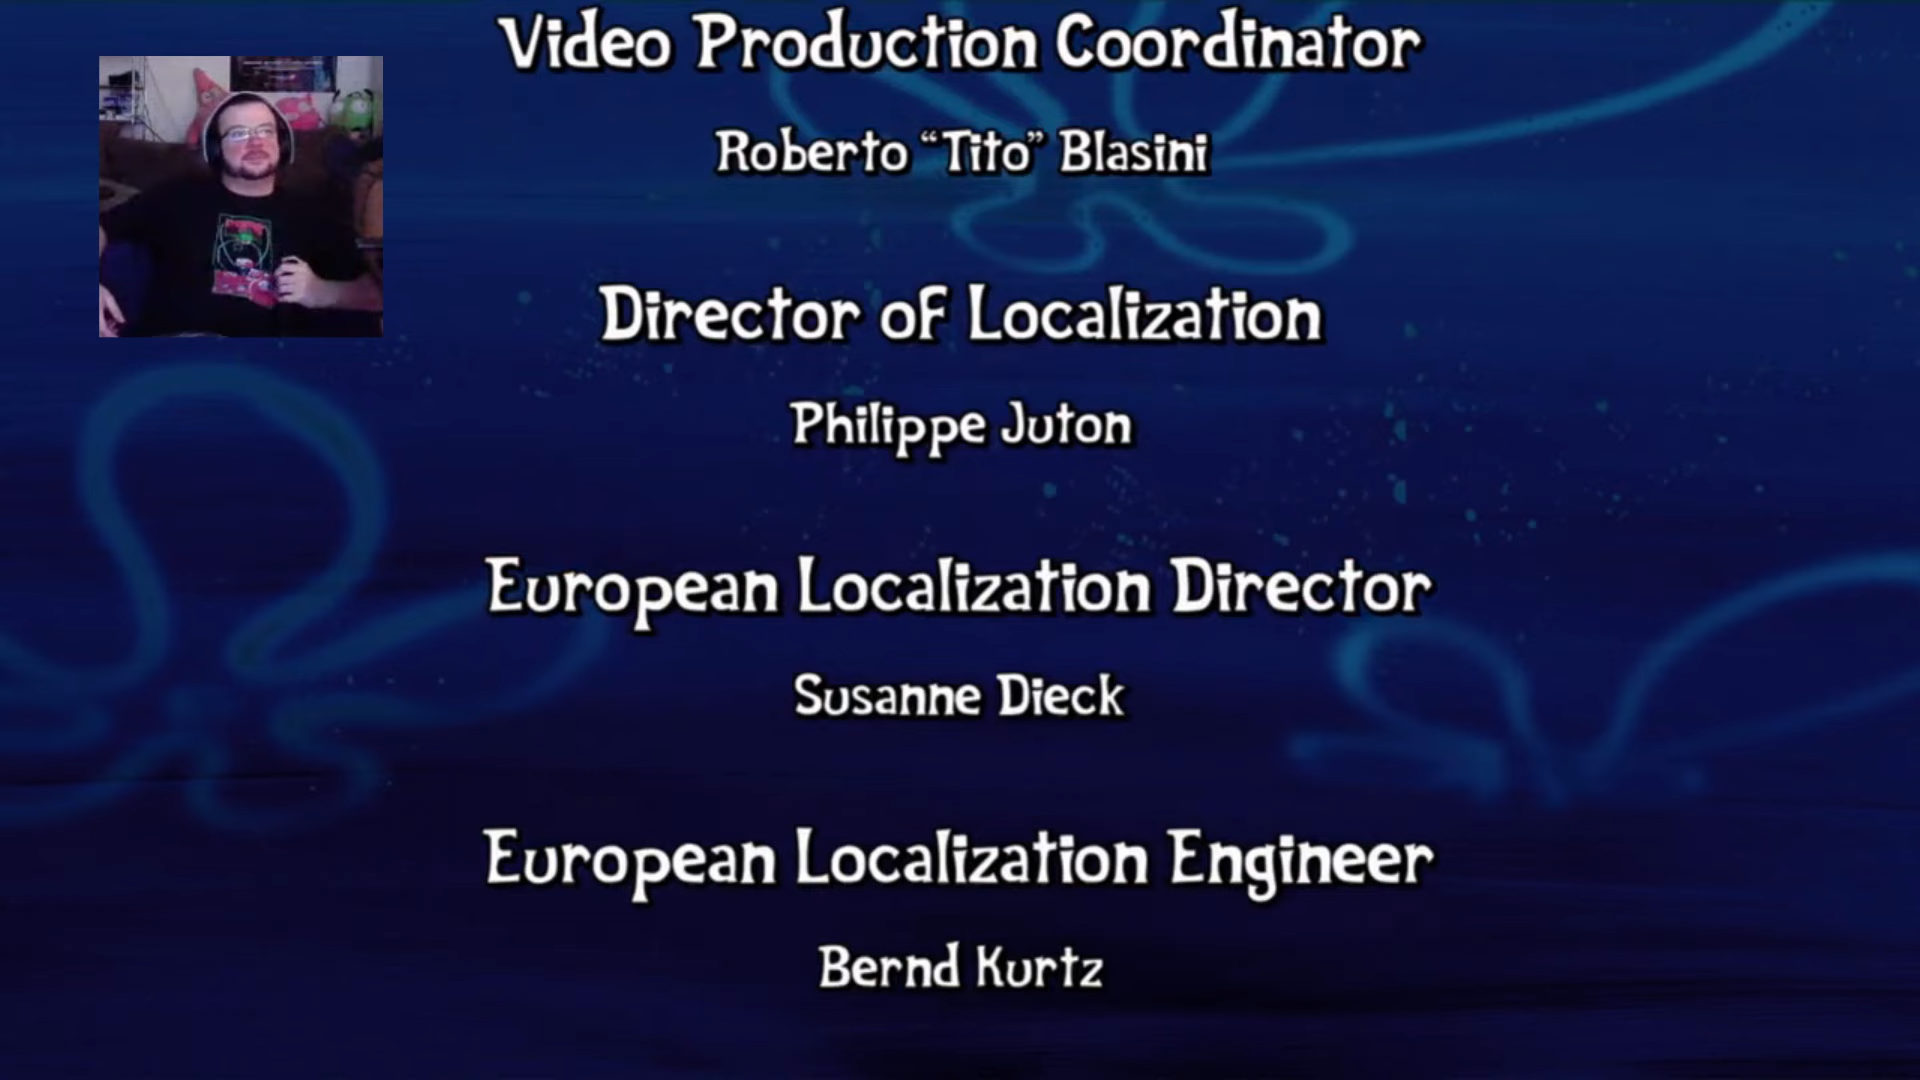 Video Production Coordinator
Roberto “Tito” Blasini
Director of Localization
Philippe Juton
European Localization Director
Susanne Dieck
European Localization Engineer
Bernd Kurtz